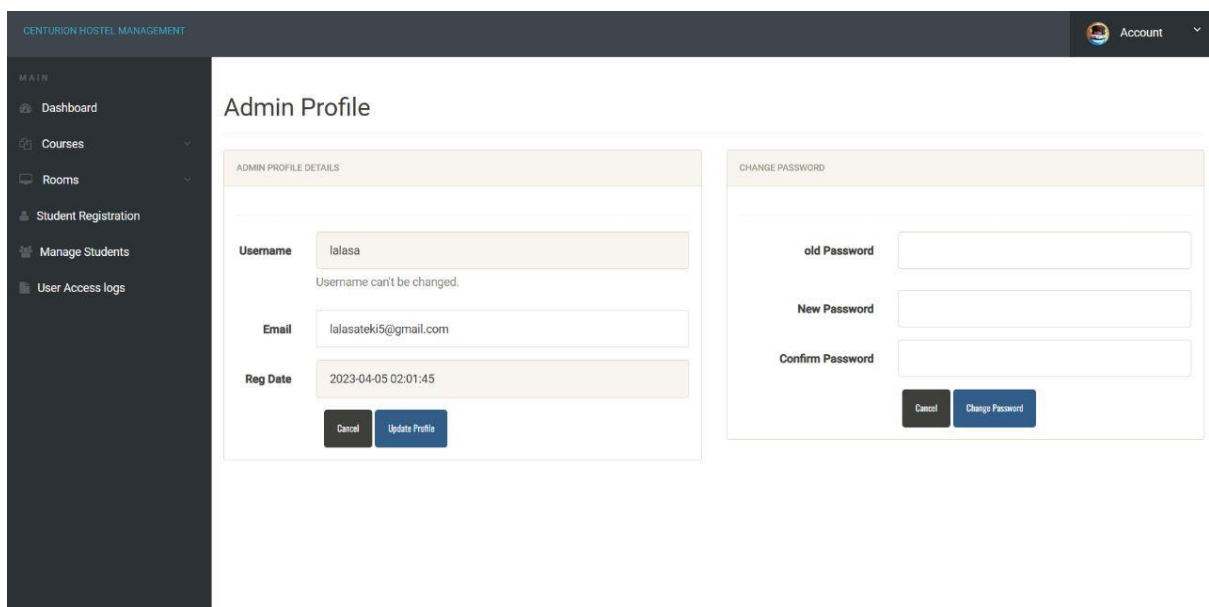 CENTURION HOSTEL MANAGEMENT
Account
MAIN
Dashboard
Courses
Rooms
Student Registration
Manage Students
User Access logs
Admin Profile
ADMIN PROFILE DETAILS
Username
lalasa
Username can't be changed.
Email
lalasateki5@gmail.com
Reg Date
2023-04-05 02:01:45
Cancel
Update Profile
CHANGE PASSWORD
old Password
New Password
Confirm Password
Cancel
Change Password